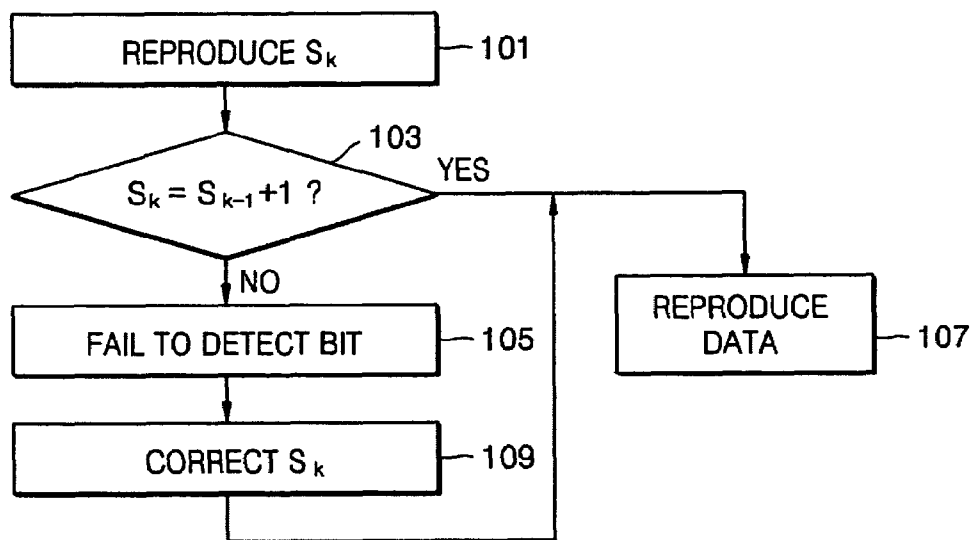 REPRODUCE Sk
101
103
Sk = Sk-1+1 ?
YES
NO
FAIL TO DETECT BIT
105
REPRODUCE
DATA
107
CORRECT Sk
109